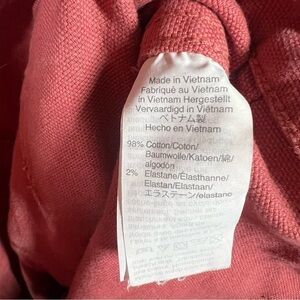 Made in Vietnam
Fabriqué au Vietnam
in Vietnam Hergestellt
Vervaardigd in Vietnam
ベトナム製
Hecho en Vietnam
98% Cotton/Coton/
Baumwolle/Katoen/綿/
algodón
2% Elastane/Élasthanne/
Elastan/Elastaan/
エラステーン/elastano